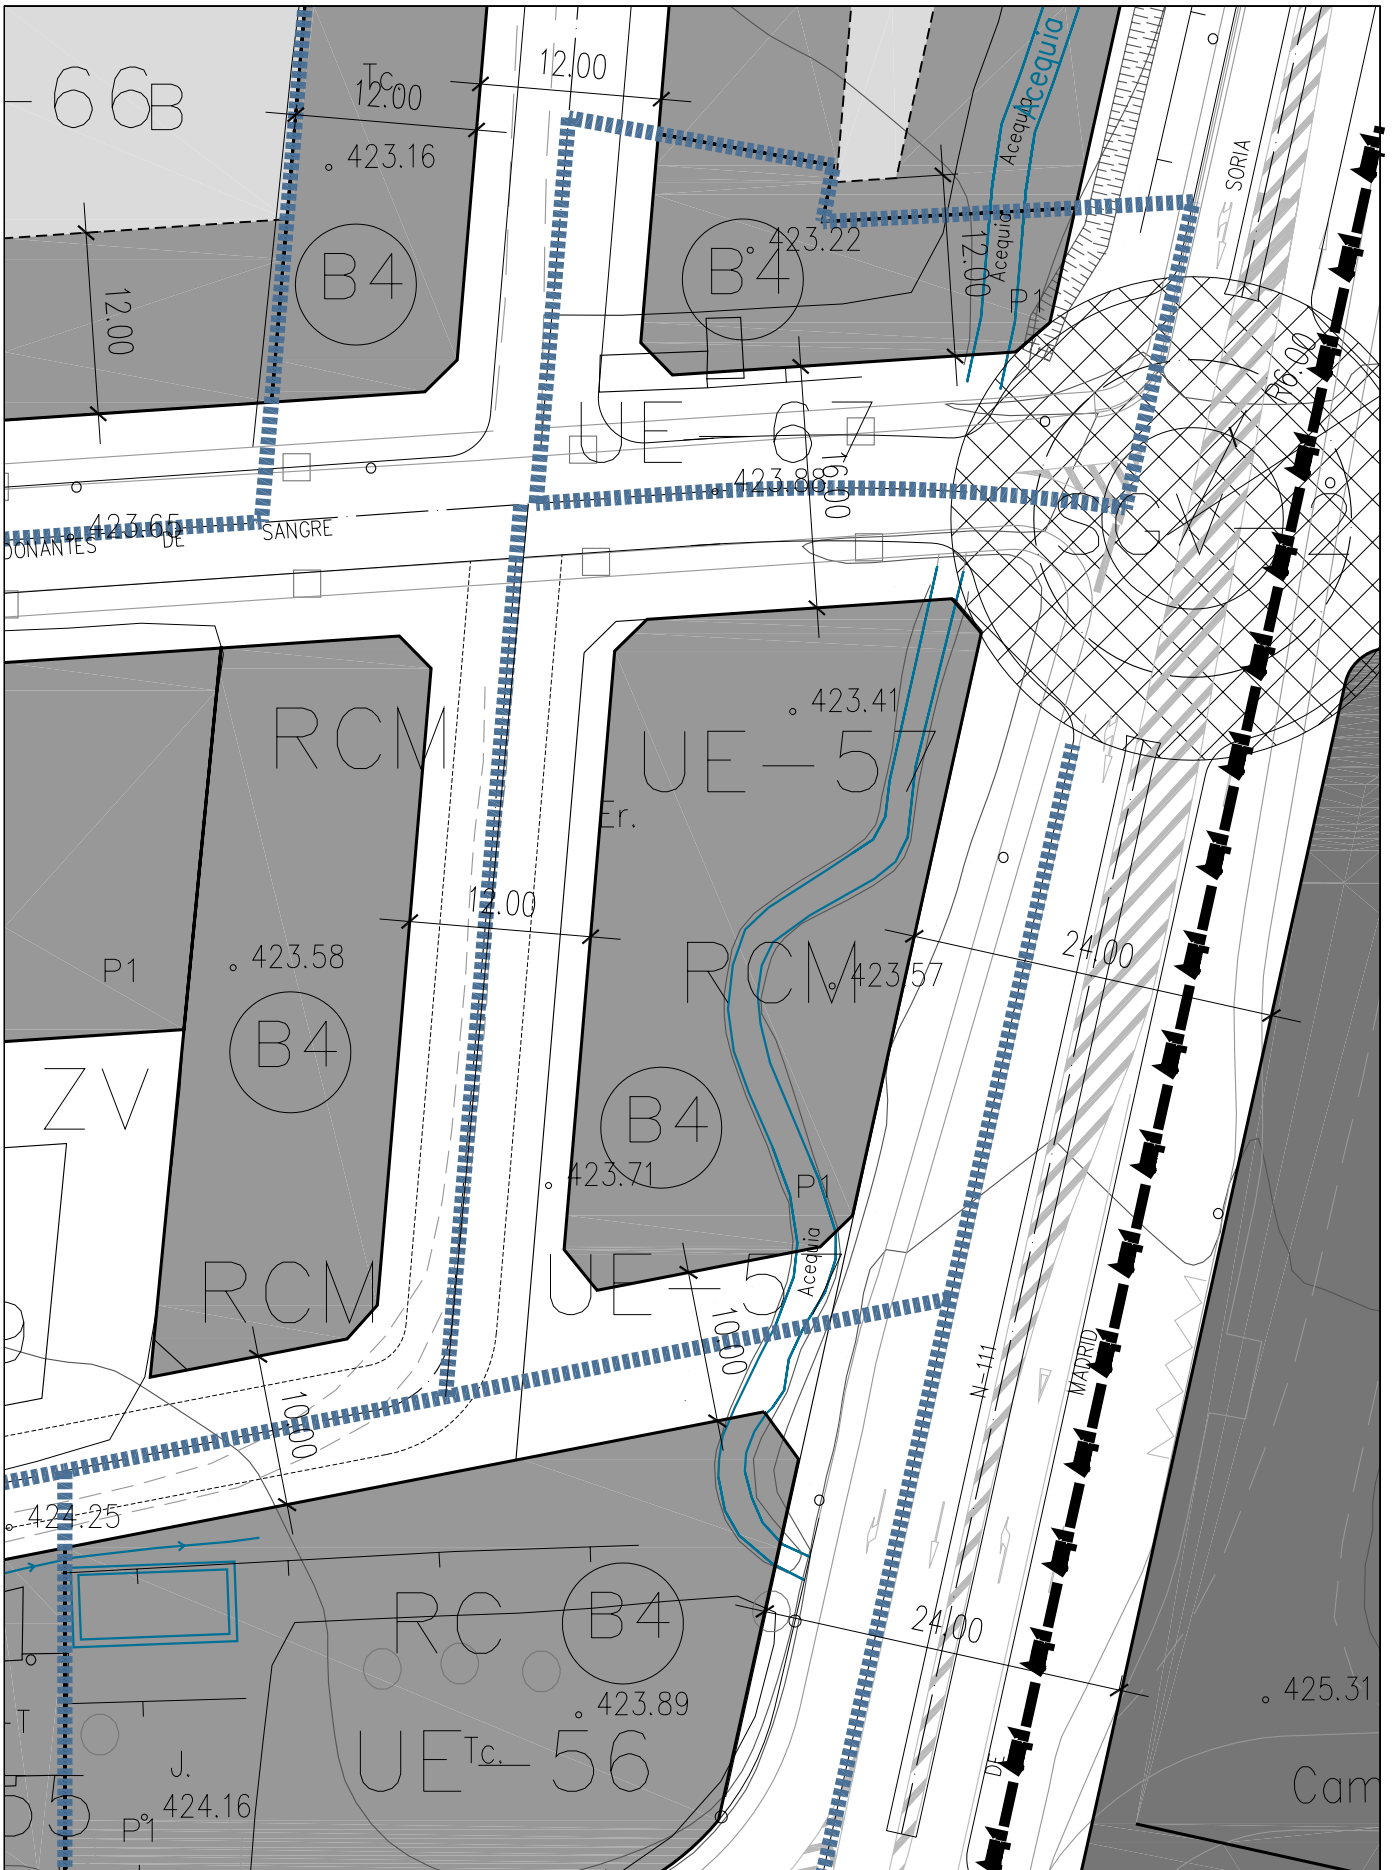 66B
Tc.
12.00
12.00
423.16
B4
12.00
Acequia
Acequia
SORIA
B4
423.22
12.00
Acequia
P1
R6.00
UE-67
423.88
16.00
423.65
DONANTES DE SANGRE
RCM
423.41
UE-57
Er.
12.00
423.58
P1
RCM
423.57
24.00
B4
ZV
B4
423.71
P1
Acequia
RCM
UE-57
10.00
N-111
MADRID
10.00
424.25
RC
B4
24.00
423.89
425.31
UE-56
Tc.
J.
424.16
P1
DE
Cam